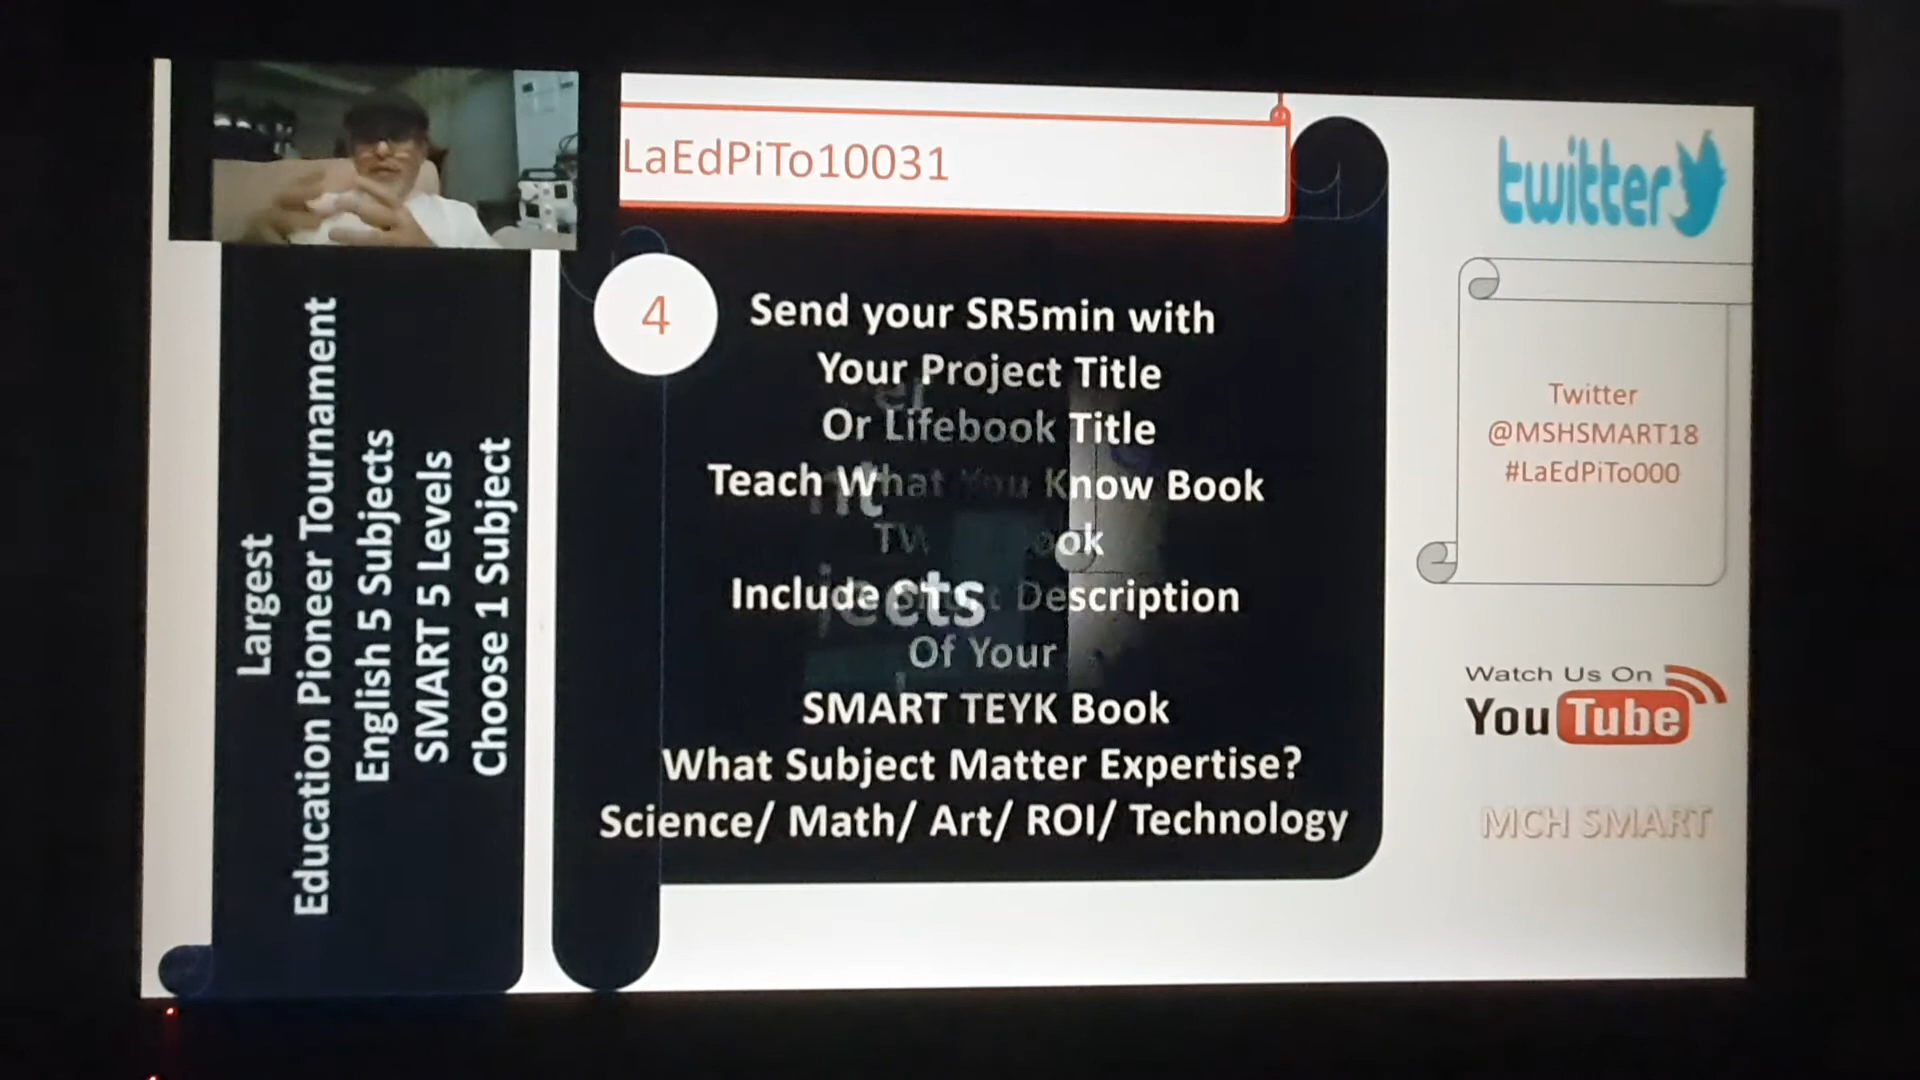 LaEdPiTo10031
Largest
Education Pioneer Tournament
English 5 Subjects
SMART 5 Levels
Choose 1 Subject
4
Send your SR5min with
Your Project Title
Or Lifebook Title
Teach What You Know Book
Include Description
Of Your
SMART TEYK Book
What Subject Matter Expertise?
Science/ Math/ Art/ ROI/ Technology
twitter
Twitter
@MSHSMART18
#LaEdPiTo000
Watch Us On
YouTube
MCH SMART